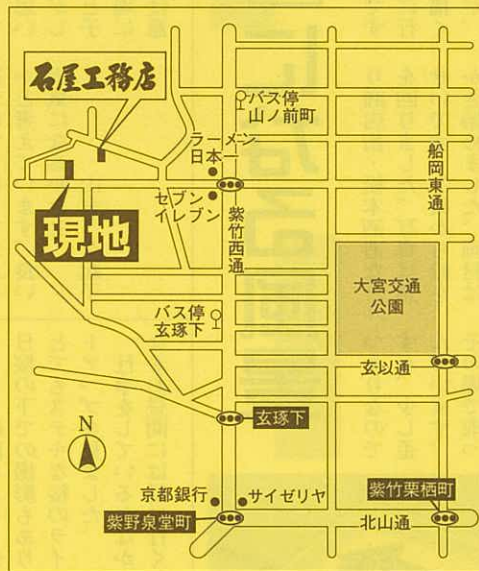 石屋工務店
バス停
山ノ前町
ラーメン
日本一
セブン
イレブン
紫竹西通
船岡東通
現地
大宮交通
公園
バス停
玄琢下
玄以通
玄琢下
N
京都銀行
サイゼリヤ
紫竹栗栖町
紫野泉堂町
北山通